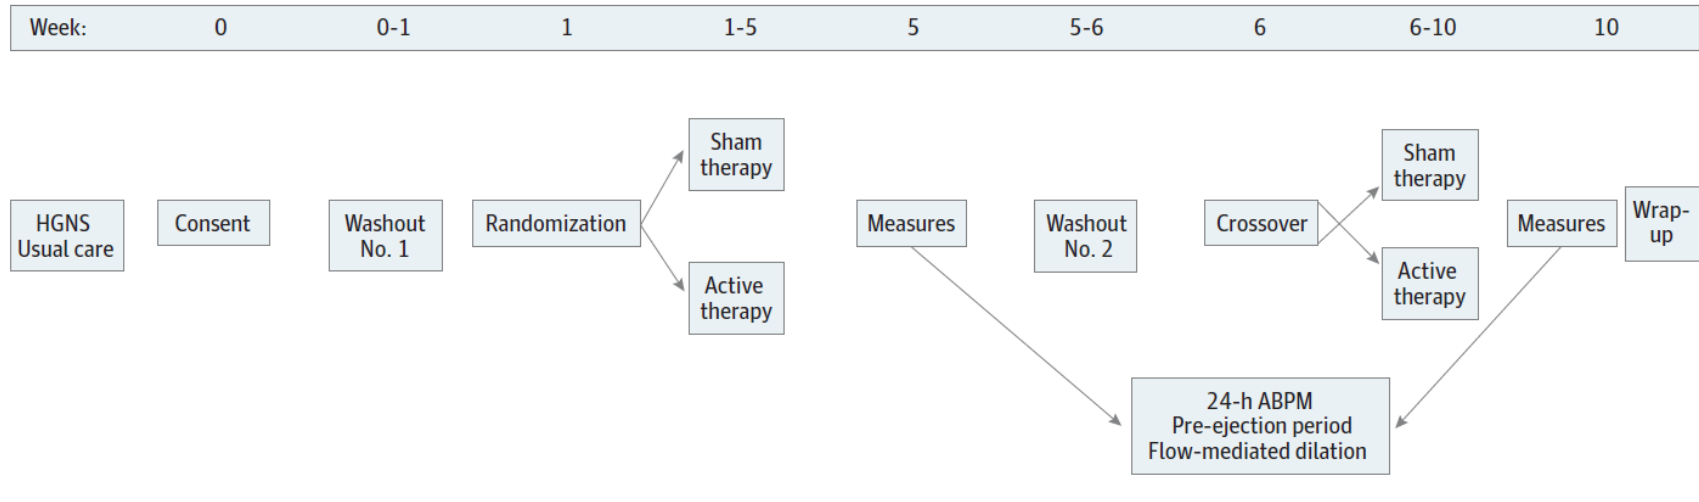 Week: 0 0-1 1 1-5 5 5-6 6 6-10 10
HGNS
Usual care
Consent
Washout
No. 1
Randomization
Sham
therapy
Active
therapy
Measures
Washout
No. 2
Crossover
Sham
therapy
Active
therapy
Measures
Wrap-
up
24-h ABPM
Pre-ejection period
Flow-mediated dilation